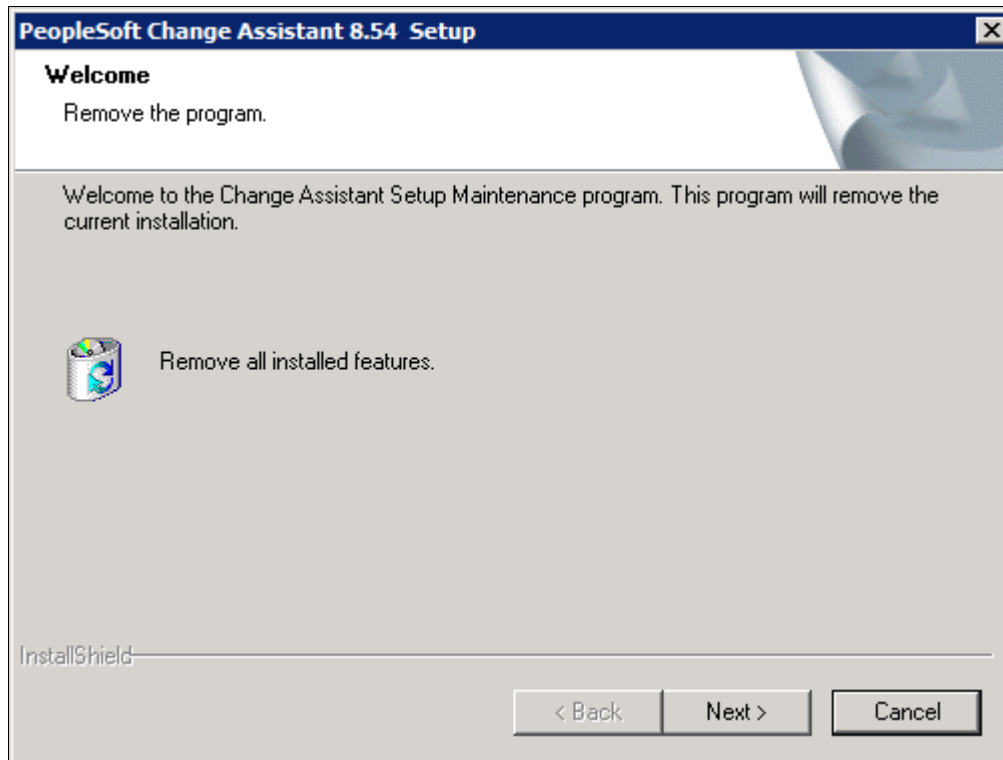 PeopleSoft Change Assistant 8.54 Setup
Welcome
Remove the program.
Welcome to the Change Assistant Setup Maintenance program. This program will remove the
current installation.
Remove all installed features.
InstallShield
< Back
Next >
Cancel